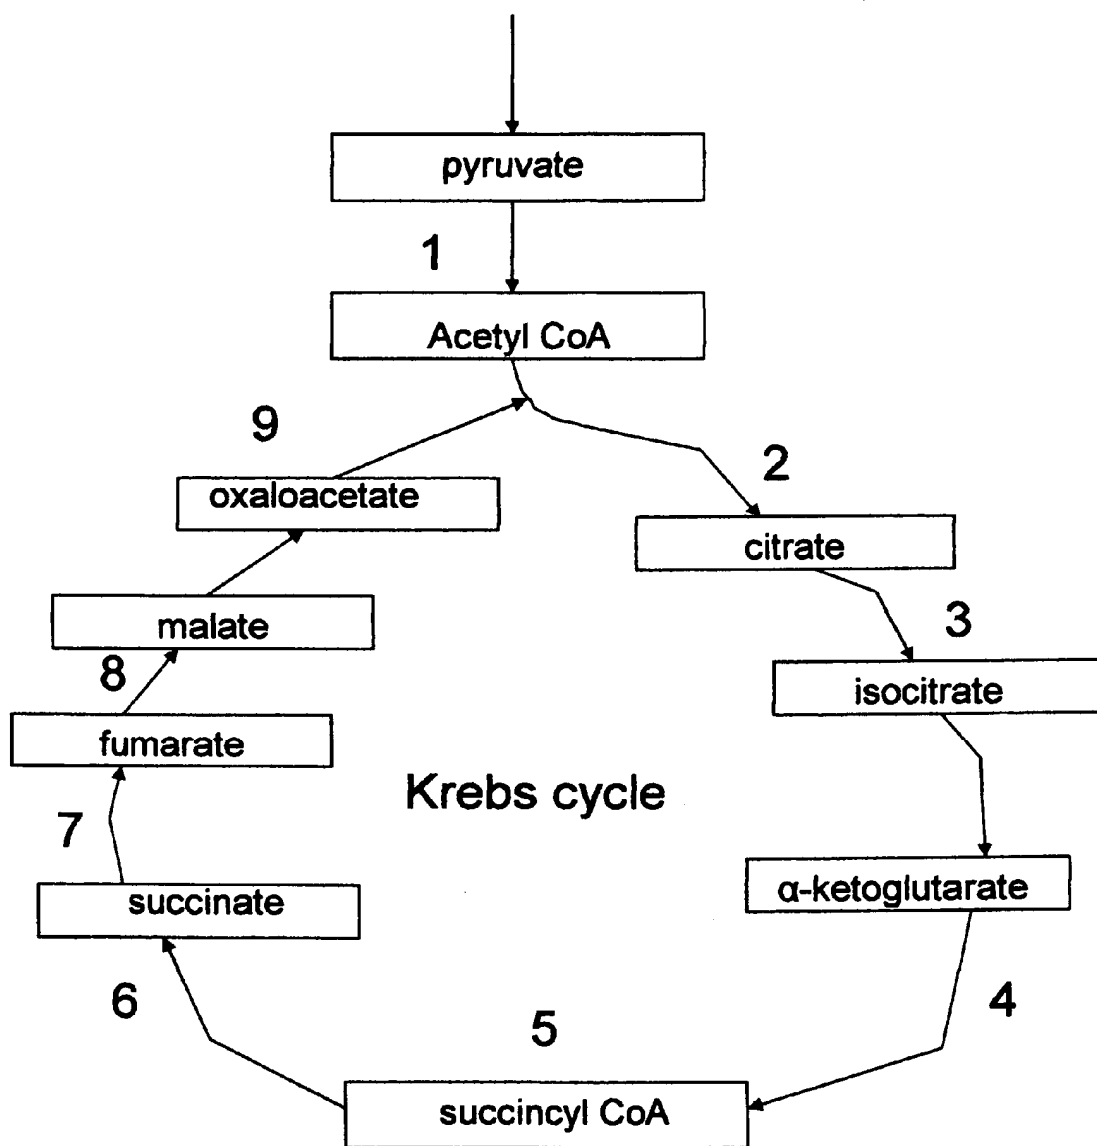 pyruvate
1
Acetyl CoA
9
2
oxaloacetate
citrate
malate
3
8
isocitrate
fumarate
Krebs cycle
7
α-ketoglutarate
succinate
6
5
4
succincyl CoA